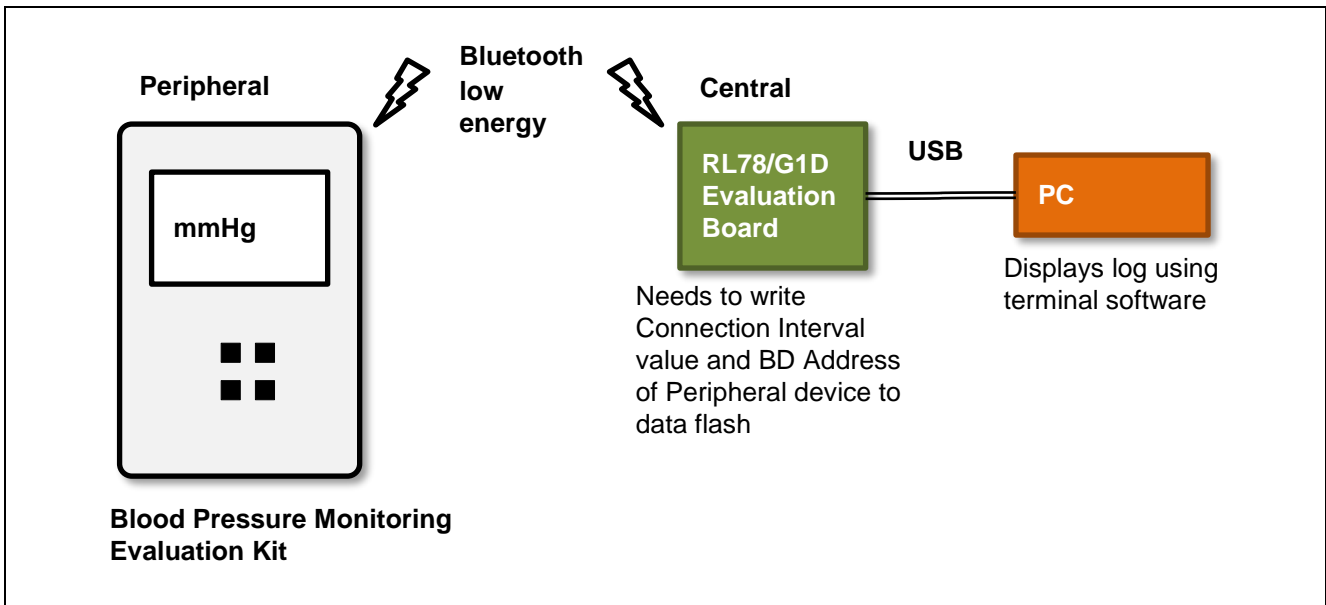 Bluetooth
low
energy
Peripheral
Central
mmHg
RL78/G1D
Evaluation
Board
USB
PC
Needs to write
Connection Interval
value and BD Address
of Peripheral device to
data flash
Displays log using
terminal software
Blood Pressure Monitoring
Evaluation Kit